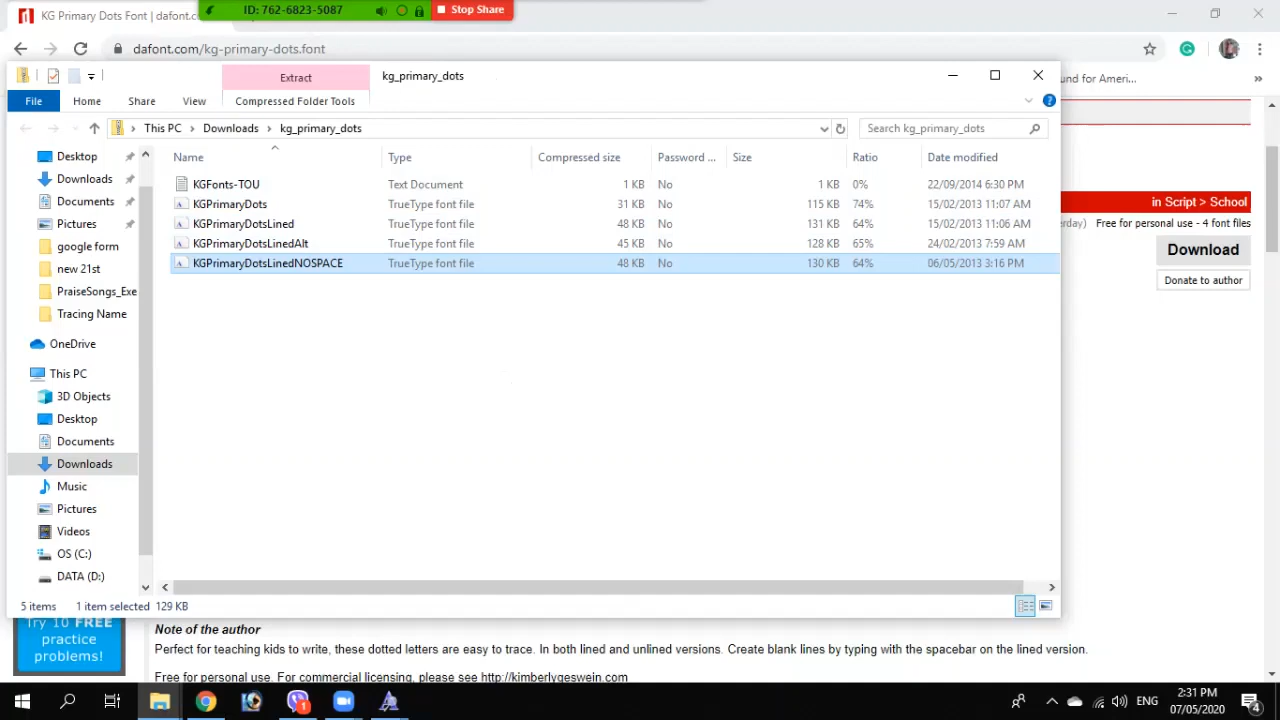 KG Primary Dots Font | dafont.co
ID: 762-6823-5087
Stop Share
dafont.com/kg-primary-dots.font
und for Ameri...
»
Extract
kg_primary_dots
File
Home
Share
View
Compressed Folder Tools
This PC > Downloads > kg_primary_dots
Search kg_primary_dots
Name
Type
Compressed size
Password ...
Size
Ratio
Date modified
KGFonts-TOU Text Document 1 KB No 1 KB 0% 22/09/2014 6:30 PM
KGPrimaryDots TrueType font file 31 KB No 115 KB 74% 15/02/2013 11:07 AM
KGPrimaryDotsLined TrueType font file 48 KB No 131 KB 64% 15/02/2013 11:06 AM
KGPrimaryDotsLinedAlt TrueType font file 45 KB No 128 KB 65% 24/02/2013 7:59 AM
KGPrimaryDotsLinedNOSPACE TrueType font file 48 KB No 130 KB 64% 06/05/2013 3:16 PM
Desktop
Downloads
Documents
Pictures
google form
new 21st
PraiseSongs_Exe
Tracing Name
OneDrive
This PC
3D Objects
Desktop
Documents
Downloads
Music
Pictures
Videos
OS (C:)
DATA (D:)
5 items 1 item selected 129 KB
in Script > School
rday) Free for personal use - 4 font files
Download
Donate to author
Try 10 FREE
practice
problems!
Note of the author
Perfect for teaching kids to write, these dotted letters are easy to trace. In both lined and unlined versions. Create blank lines by typing with the spacebar on the lined version.
Free for personal use. For commercial licensing, please see http://kimberlygeswein.com
1
ENG
2:31 PM
07/05/2020
4